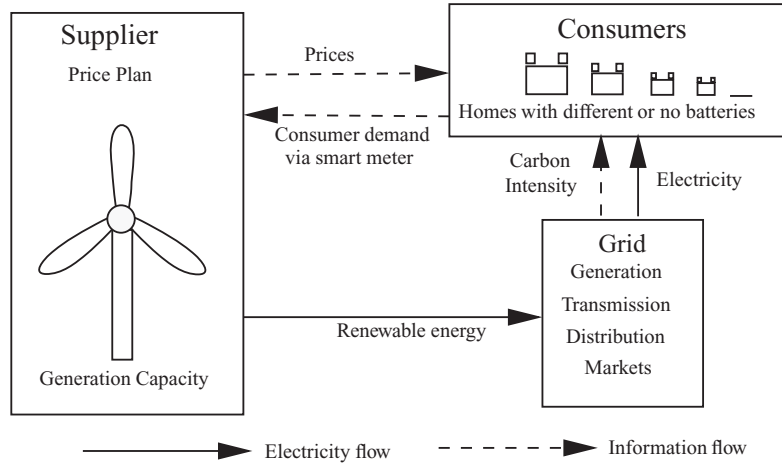 Supplier
Price Plan
Generation Capacity
Prices
Consumer demand
via smart meter
Consumers
Homes with different or no batteries
Carbon
Intensity
Electricity
Renewable energy
Grid
Generation
Transmission
Distribution
Markets
Electricity flow
Information flow